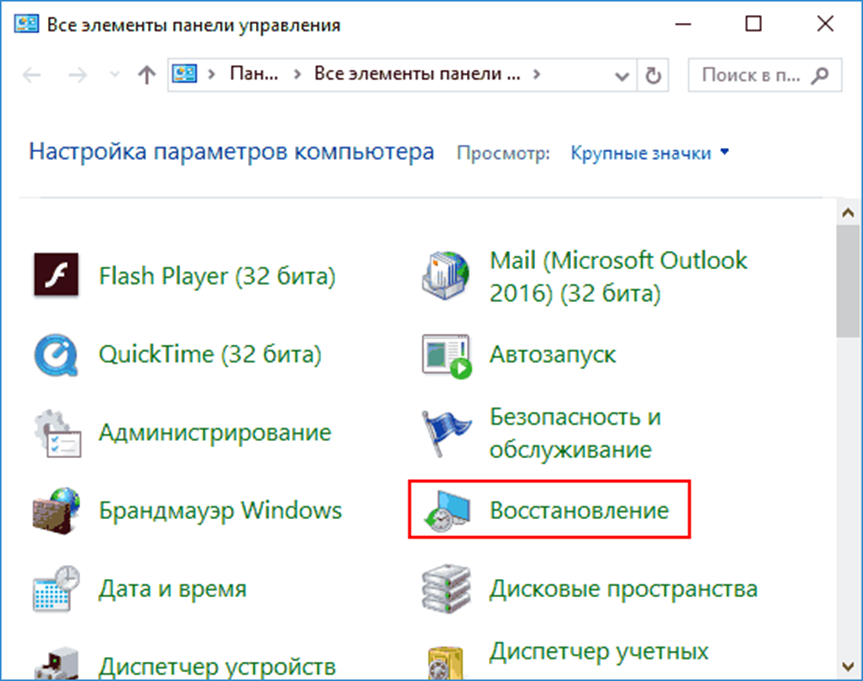 Все элементы панели управления
Пан... Все элементы панели ... Поиск в п...
Настройка параметров компьютера Просмотр: Крупные значки
Flash Player (32 бита)
Mail (Microsoft Outlook
2016) (32 бита)
QuickTime (32 бита)
Автозапуск
Администрирование
Безопасность и
обслуживание
Брандмауэр Windows
Восстановление
Дата и время
Дисковые пространства
Диспетчер устройств
Диспетчер учетных